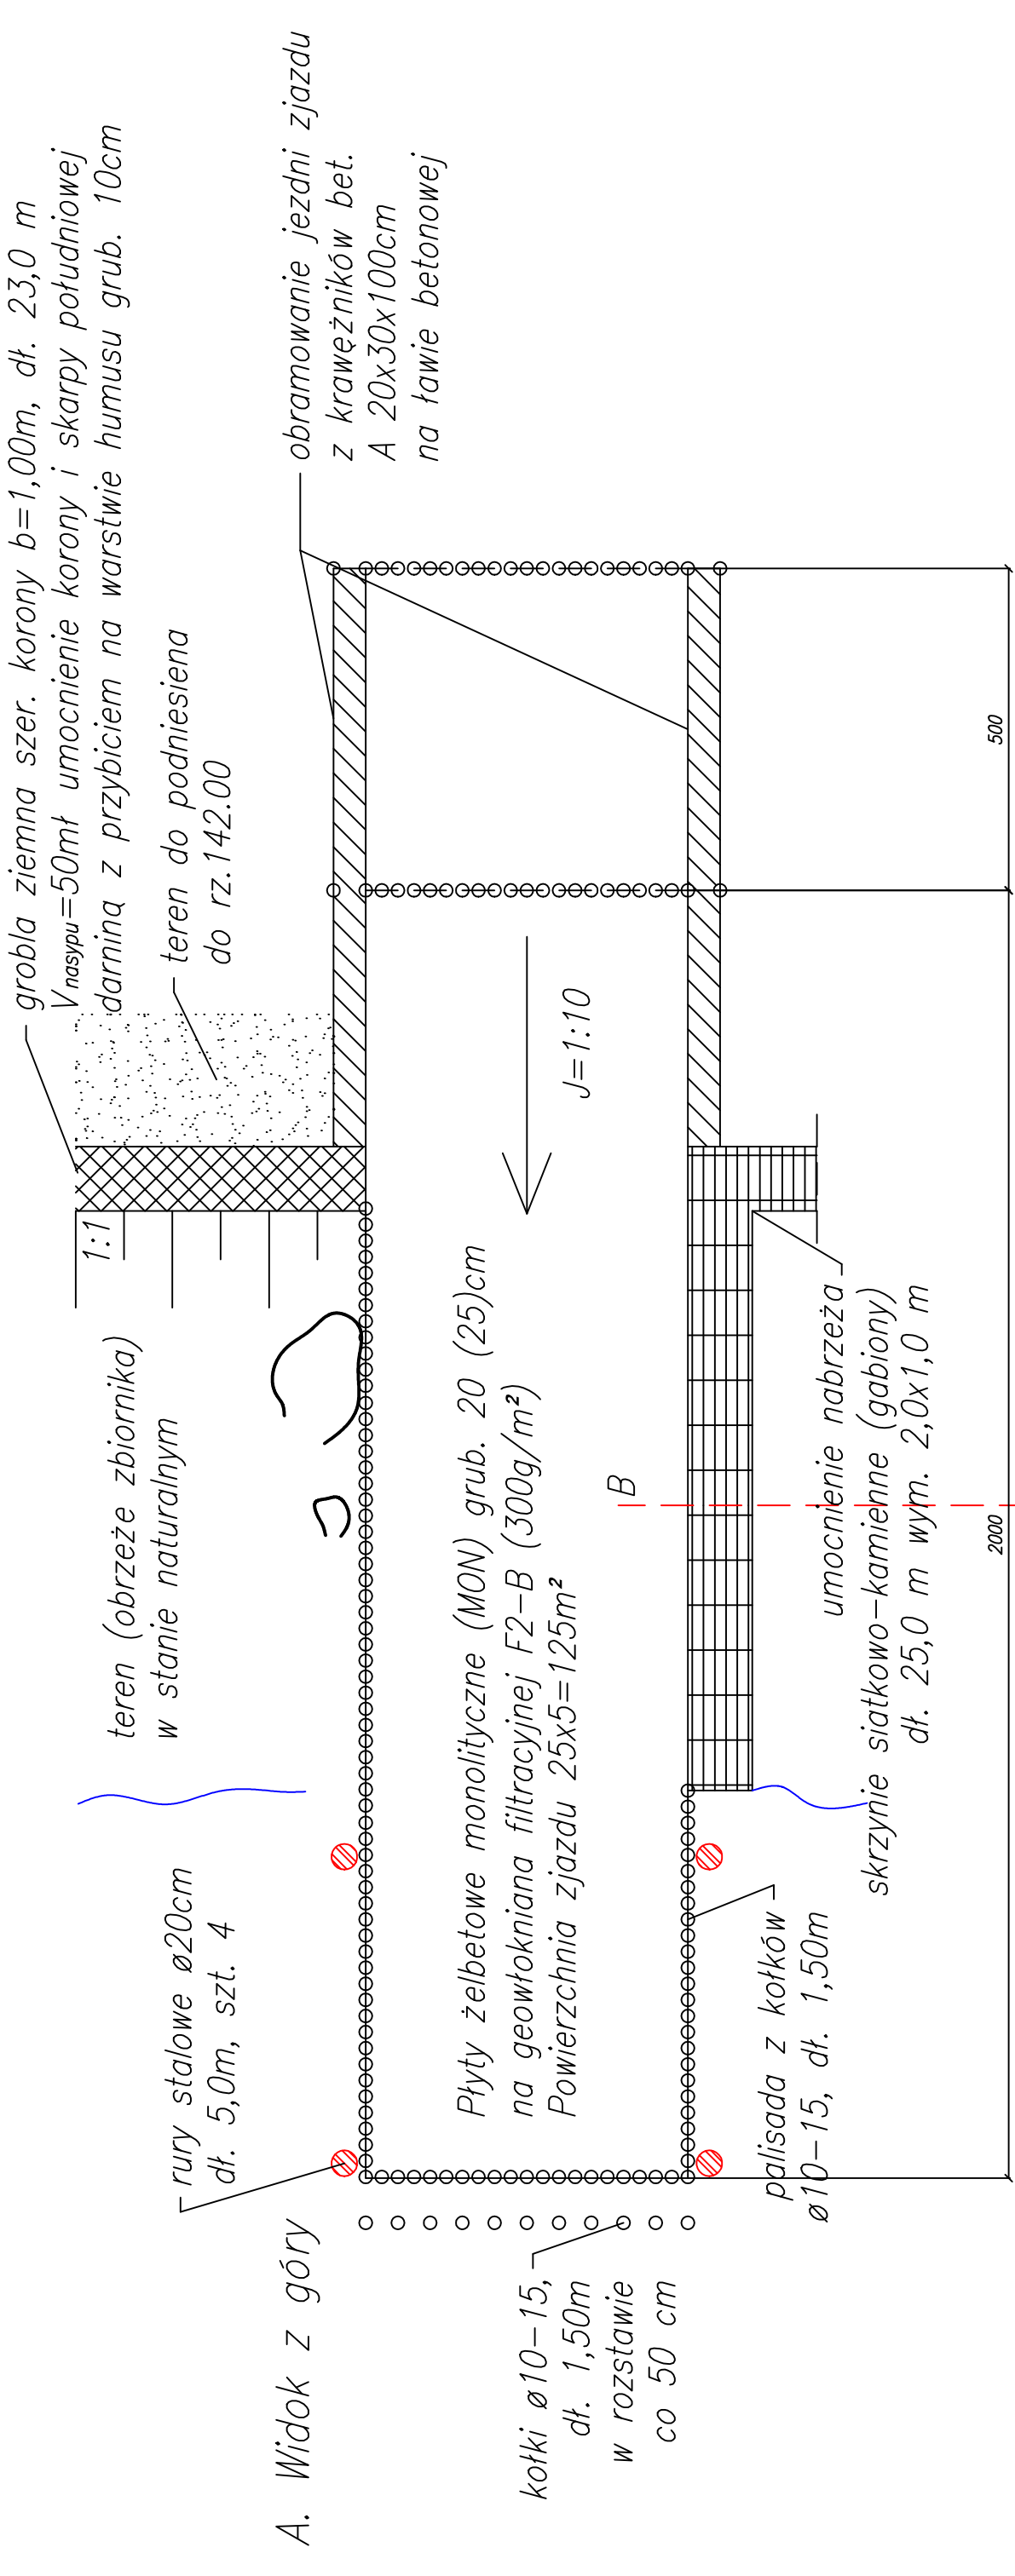 grobla ziemna szer. korony b=1,00m, dł. 23,0 m
Vnasypu=50mł umocnienie korony i skarpy południowej
darniną z przybiciem na warstwie humusu grub. 10cm
teren do podniesiena
do rz.142.00
obramowanie jezdni zjazdu
z krawężników bet.
A 20x30x100cm
na ławie betonowej
1:1
teren (obrzeże zbiornika)
w stanie naturalnym
rury stalowe ø20cm
dł. 5,0m, szt. 4
A. Widok z góry
J=1:10
Płyty żelbetowe monolityczne (MON) grub. 20 (25)cm
na geowłokniana filtracyjnej F2-B (300g/m²)
Powierzchnia zjazdu 25x5=125m²
B
kołki ø10-15,
dł. 1,50m
w rozstawie
co 50 cm
palisada z kołków
ø10-15, dł. 1,50m
umocnienie nabrzeża
skrzynie siatkowo-kamienne (gabiony)
dł. 25,0 m wym. 2,0x1,0 m
2000
500